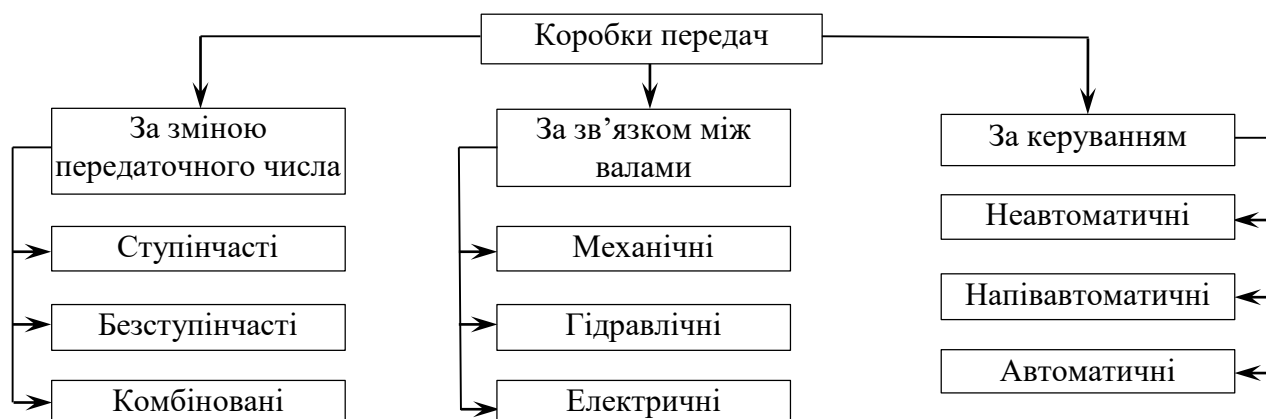 Коробки передач
За зміною
передаточного числа
Ступінчасті
Безступінчасті
Комбіновані
За зв’язком між
валами
Механічні
Гідравлічні
Електричні
За керуванням
Неавтоматичні
Напівавтоматичні
Автоматичні